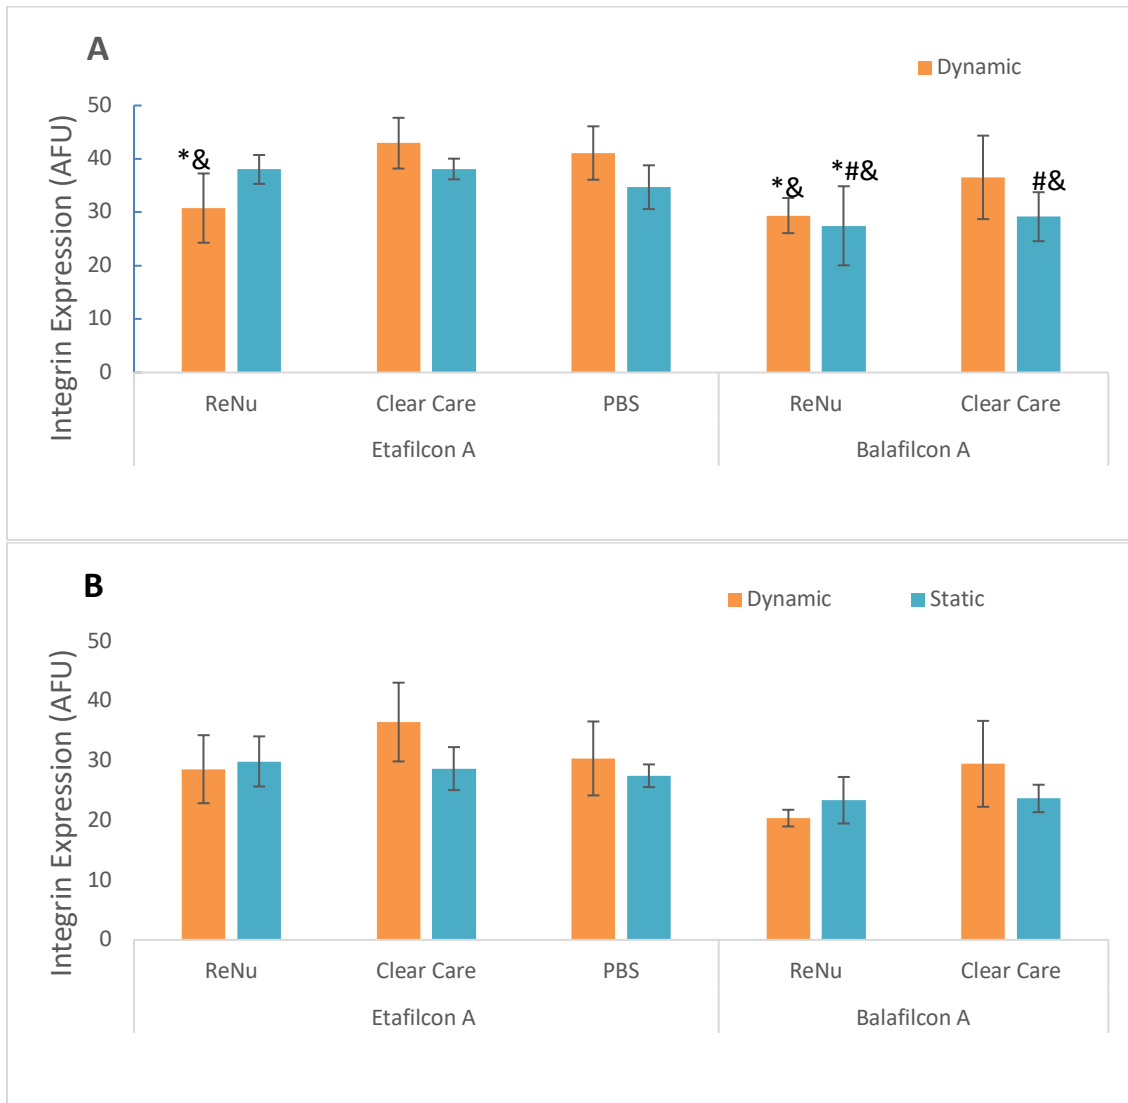 A
Dynamic
Integrin Expression (AFU)
50
40
30
20
10
0
*&
*&
*#&
#&
ReNu Clear Care PBS ReNu Clear Care
Etafilcon A Balafilcon A
B
Dynamic Static
Integrin Expression (AFU)
50
40
30
20
10
0
ReNu Clear Care PBS ReNu Clear Care
Etafilcon A Balafilcon A